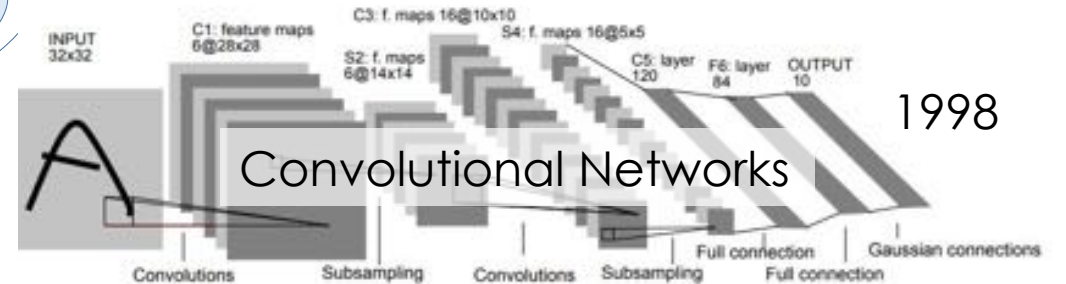 INPUT
32x32
C1: feature maps
6@28x28
S2: f. maps
6@14x14
C3: f. maps 16@10x10
S4: f. maps 16@5x5
C5: layer
120
F6: layer
84
OUTPUT
10
1998
Convolutional Networks
A
Convolutions
Subsampling
Convolutions
Subsampling
Full connection
Full connection
Gaussian connections